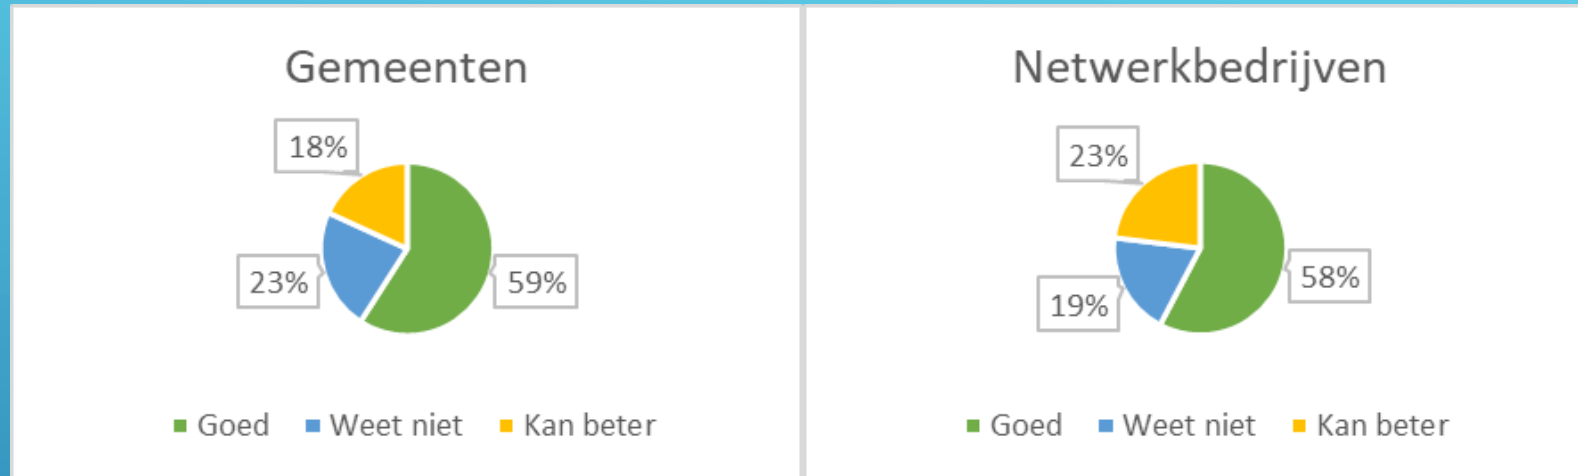 Gemeenten
18%
23%
59%
Goed Weet niet Kan beter
Netwerkbedrijven
23%
19%
58%
Goed Weet niet Kan beter